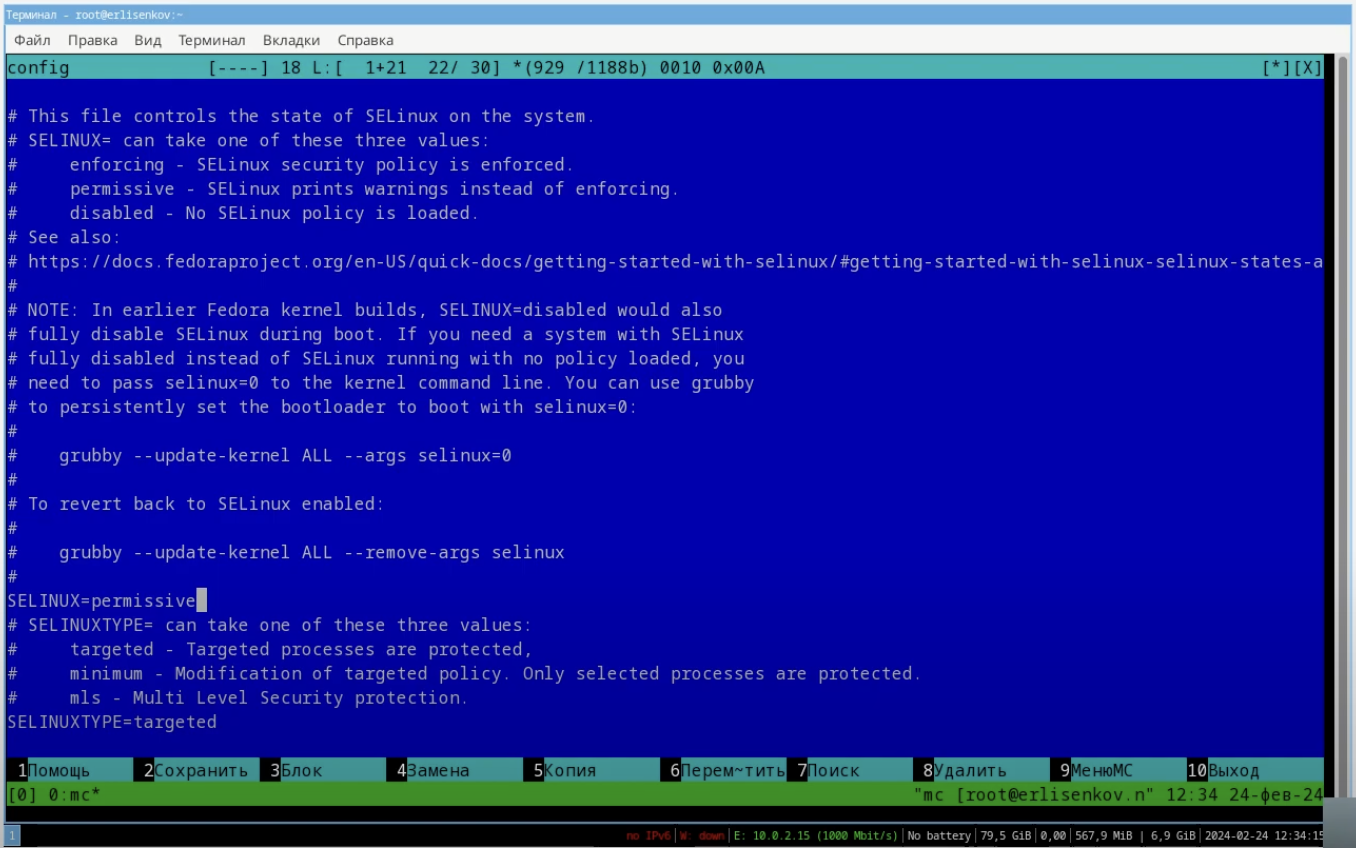 Терминал - root@erlisenkov:~
Файл Правка Вид Терминал Вкладки Справка
config [----] 18 L:[ 1+21 22/ 30] *(929 /1188b) 0010 0x00A [*][X]
# This file controls the state of SELinux on the system.
# SELINUX= can take one of these three values:
# enforcing - SELinux security policy is enforced.
# permissive - SELinux prints warnings instead of enforcing.
# disabled - No SELinux policy is loaded.
# See also:
# https://docs.fedoraproject.org/en-US/quick-docs/getting-started-with-selinux/#getting-started-with-selinux-selinux-states-a
#
# NOTE: In earlier Fedora kernel builds, SELINUX=disabled would also
# fully disable SELinux during boot. If you need a system with SELinux
# fully disabled instead of SELinux running with no policy loaded, you
# need to pass selinux=0 to the kernel command line. You can use grubby
# to persistently set the bootloader to boot with selinux=0:
#
# grubby --update-kernel ALL --args selinux=0
#
# To revert back to SELinux enabled:
#
# grubby --update-kernel ALL --remove-args selinux
#
SELINUX=permissive
# SELINUXTYPE= can take one of these three values:
# targeted - Targeted processes are protected,
# minimum - Modification of targeted policy. Only selected processes are protected.
# mls - Multi Level Security protection.
SELINUXTYPE=targeted
1Помощь 2Сохранить 3Блок 4Замена 5Копия 6Перем~тить 7Поиск 8Удалить 9МенюMC 10Выход
[0] 0:mc* "mc [root@erlisenkov.n" 12:34 24-фев-24
1 no IPv6 | W: down | E: 10.0.2.15 (1000 Mbit/s) | No battery | 79,5 GiB | 0,00 | 567,9 MiB | 6,9 GiB | 2024-02-24 12:34:15